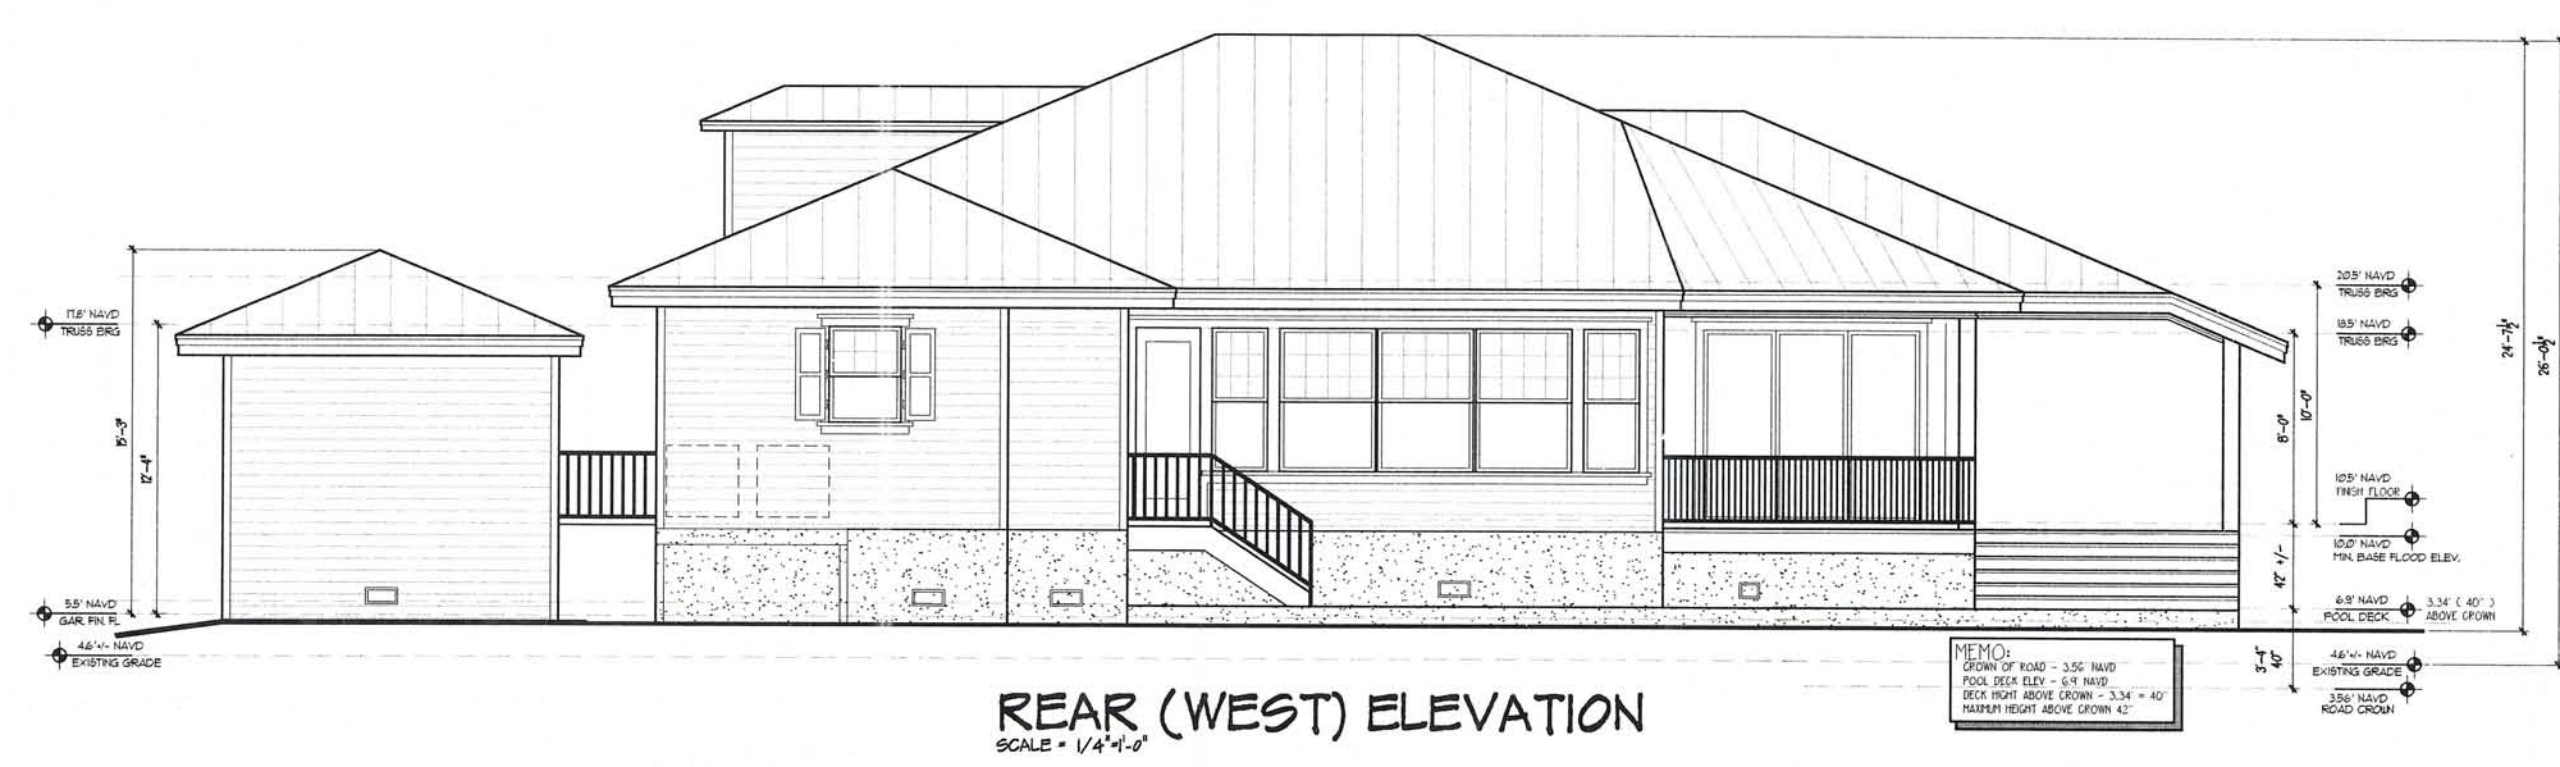 17.8' NAVD
TRUSS BRG
15'-3"
12'-4"
5.5' NAVD
GAR. FIN. FL.
4.6'+/- NAVD
EXISTING GRADE
20.5' NAVD
TRUSS BRG
18.5' NAVD
TRUSS BRG
24'-7½"
26'-0½"
8'-0"
10'-0"
10.5' NAVD
FINISH FLOOR
10.0' NAVD
MIN. BASE FLOOD ELEV.
42" +/-
6.9' NAVD
POOL DECK
3.34' ( 40" )
ABOVE CROWN
3'-4"
40"
4.6'+/- NAVD
EXISTING GRADE
3.56' NAVD
ROAD CROWN
MEMO:
CROWN OF ROAD - 3.56 NAVD
POOL DECK ELEV - 6.9' NAVD
DECK HIGHT ABOVE CROWN - 3.34' = 40"
MAXIMUM HEIGHT ABOVE CROWN 42"
REAR (WEST) ELEVATION
SCALE = 1/4"=1'-0"